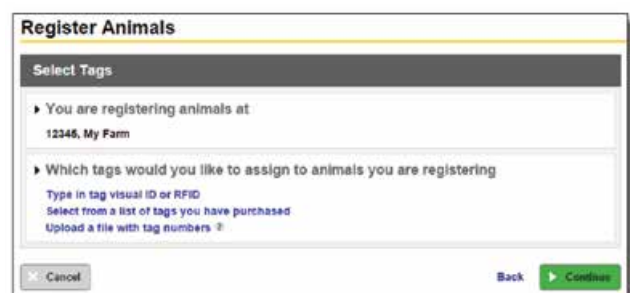 Register Animals
Select Tags
You are registering animals at
12345, My Farm
Which tags would you like to assign to animals you are registering
Type in tag visual ID or RFID
Select from a list of tags you have purchased
Upload a file with tag numbers
Cancel
Back
Continue